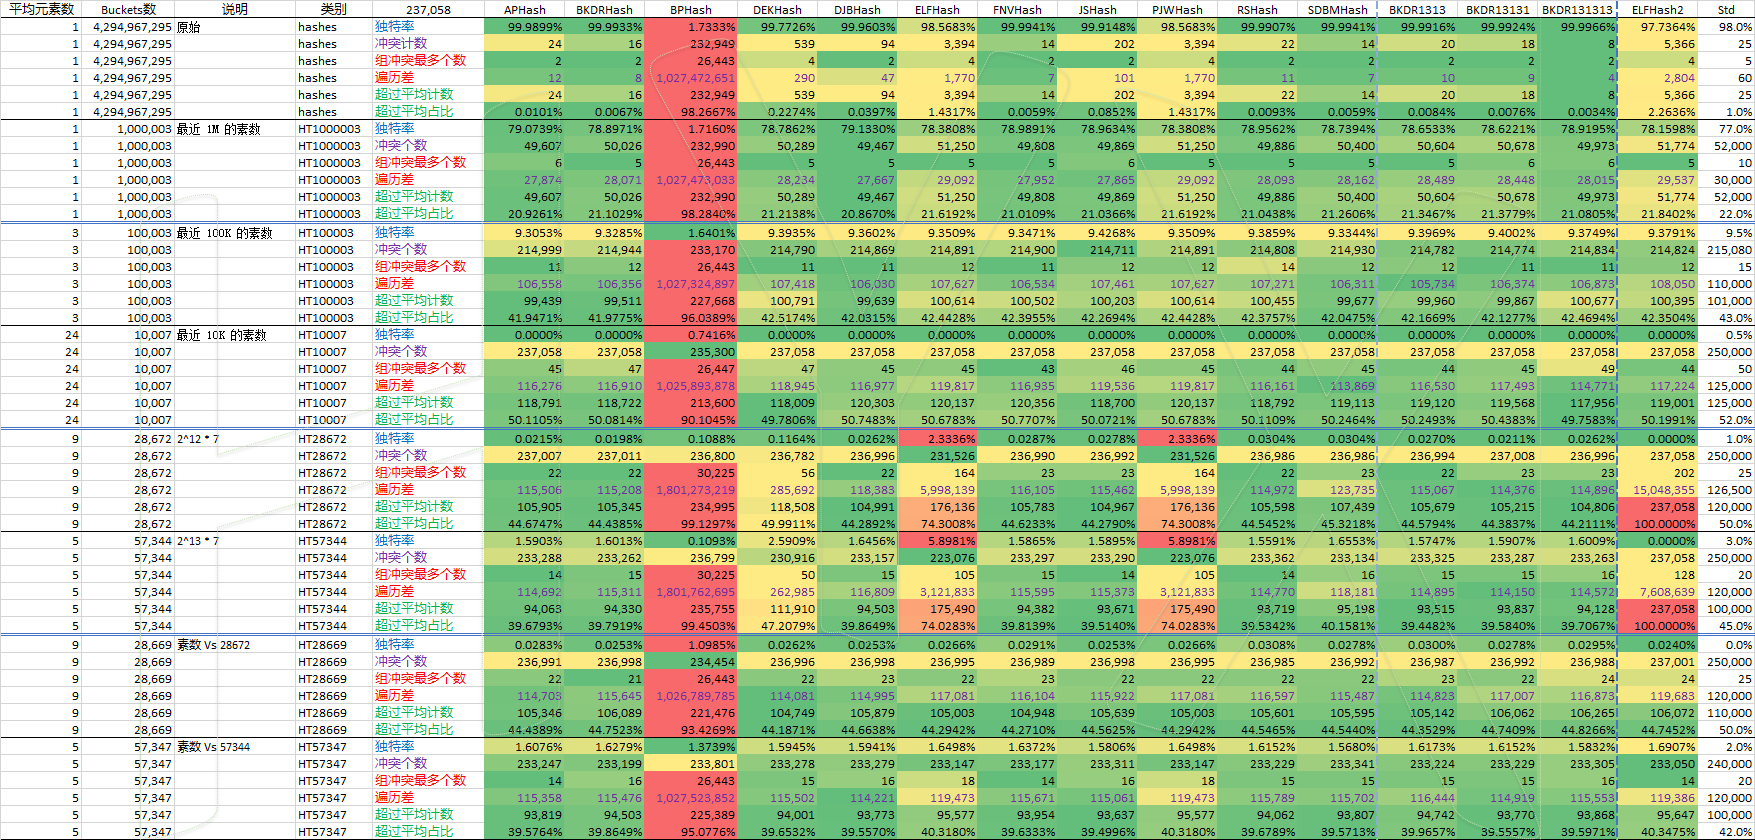 平均元素数 Buckets数 说明 类别 237,058 APHash BKDRHash BPHash DEKHash DJBHash ELFHash FNVHash JSHash PJWHash RSHash SDBMHash BKDR1313 BKDR13131 BKDR131313 ELFHash2 Std
1 4,294,967,295 原始 hashes 独特率 99.9899% 99.9933% 1.7333% 99.7726% 99.9603% 98.5683% 99.9941% 99.9148% 98.5683% 99.9907% 99.9941% 99.9916% 99.9924% 99.9966% 97.7364% 98.0%
1 4,294,967,295 hashes 冲突计数 24 16 232,949 539 94 3,394 14 202 3,394 22 14 20 18 8 5,366 25
1 4,294,967,295 hashes 组冲突最多个数 2 2 26,443 4 2 4 2 2 4 2 2 2 2 2 4 5
1 4,294,967,295 hashes 遍历差 12 8 1,027,472,651 290 47 1,770 7 101 1,770 11 7 10 9 4 2,804 60
1 4,294,967,295 hashes 超过平均计数 24 16 232,949 539 94 3,394 14 202 3,394 22 14 20 18 8 5,366 25
1 4,294,967,295 hashes 超过平均占比 0.0101% 0.0067% 98.2667% 0.2274% 0.0397% 1.4317% 0.0059% 0.0852% 1.4317% 0.0093% 0.0059% 0.0084% 0.0076% 0.0034% 2.2636% 1.0%
1 1,000,003 最近 1M 的素数 HT1000003 独特率 79.0739% 78.8971% 1.7160% 78.7862% 79.1330% 78.3808% 78.9891% 78.9634% 78.3808% 78.9562% 78.7394% 78.6533% 78.6221% 78.9195% 78.1598% 77.0%
1 1,000,003 HT1000003 冲突个数 49,607 50,026 232,990 50,289 49,467 51,250 49,808 49,869 51,250 49,886 50,400 50,604 50,678 49,973 51,774 52,000
1 1,000,003 HT1000003 组冲突最多个数 6 5 26,443 5 5 5 5 6 5 5 5 5 6 6 5 10
1 1,000,003 HT1000003 遍历差 27,874 28,071 1,027,473,033 28,234 27,667 29,092 27,952 27,865 29,092 28,093 28,162 28,489 28,448 28,015 29,537 30,000
1 1,000,003 HT1000003 超过平均计数 49,607 50,026 232,990 50,289 49,467 51,250 49,808 49,869 51,250 49,886 50,400 50,604 50,678 49,973 51,774 52,000
1 1,000,003 HT1000003 超过平均占比 20.9261% 21.1029% 98.2840% 21.2138% 20.8670% 21.6192% 21.0109% 21.0366% 21.6192% 21.0438% 21.2606% 21.3467% 21.3779% 21.0805% 21.8402% 22.0%
3 100,003 最近 100K 的素数 HT100003 独特率 9.3053% 9.3285% 1.6401% 9.3935% 9.3602% 9.3509% 9.3471% 9.4268% 9.3509% 9.3859% 9.3344% 9.3969% 9.4002% 9.3749% 9.3791% 9.5%
3 100,003 HT100003 冲突个数 214,999 214,944 233,170 214,790 214,869 214,891 214,900 214,711 214,891 214,808 214,930 214,782 214,774 214,834 214,824 215,080
3 100,003 HT100003 组冲突最多个数 11 12 26,443 11 11 12 11 12 12 14 12 12 11 11 12 15
3 100,003 HT100003 遍历差 106,558 106,356 1,027,324,897 107,418 106,030 107,627 106,534 107,461 107,627 107,271 106,311 105,734 106,374 106,873 108,050 110,000
3 100,003 HT100003 超过平均计数 99,439 99,511 227,668 100,791 99,639 100,614 100,502 100,203 100,614 100,455 99,677 99,960 99,867 100,677 100,395 101,000
3 100,003 HT100003 超过平均占比 41.9471% 41.9775% 96.0389% 42.5174% 42.0315% 42.4428% 42.3955% 42.2694% 42.4428% 42.3757% 42.0475% 42.1669% 42.1277% 42.4694% 42.3504% 43.0%
24 10,007 最近 10K 的素数 HT10007 独特率 0.0000% 0.0000% 0.7416% 0.0000% 0.0000% 0.0000% 0.0000% 0.0000% 0.0000% 0.0000% 0.0000% 0.0000% 0.0000% 0.0000% 0.0000% 0.5%
24 10,007 HT10007 冲突个数 237,058 237,058 235,300 237,058 237,058 237,058 237,058 237,058 237,058 237,058 237,058 237,058 237,058 237,058 237,058 250,000
24 10,007 HT10007 组冲突最多个数 45 47 26,447 47 45 45 43 46 45 44 45 44 45 49 44 50
24 10,007 HT10007 遍历差 116,276 116,910 1,025,893,878 118,945 116,977 119,817 116,935 119,536 119,817 116,161 113,869 116,530 117,493 114,771 117,224 125,000
24 10,007 HT10007 超过平均计数 118,791 118,722 213,600 118,009 120,303 120,137 120,356 118,700 120,137 118,792 119,113 119,120 119,568 117,956 119,001 125,000
24 10,007 HT10007 超过平均占比 50.1105% 50.0814% 90.1045% 49.7806% 50.7483% 50.6783% 50.7707% 50.0721% 50.6783% 50.1109% 50.2464% 50.2493% 50.4383% 49.7583% 50.1991% 52.0%
9 28,672 2^12 * 7 HT28672 独特率 0.0215% 0.0198% 0.1088% 0.1164% 0.0262% 2.3336% 0.0287% 0.0278% 2.3336% 0.0304% 0.0304% 0.0270% 0.0211% 0.0262% 0.0000% 1.0%
9 28,672 HT28672 冲突个数 237,007 237,011 236,800 236,782 236,996 231,526 236,990 236,992 231,526 236,986 236,986 236,994 237,008 236,996 237,058 250,000
9 28,672 HT28672 组冲突最多个数 22 22 30,225 56 22 164 23 23 164 22 23 22 23 23 202 25
9 28,672 HT28672 遍历差 115,506 115,208 1,801,273,219 285,692 118,383 5,998,139 116,105 115,462 5,998,139 114,972 123,735 115,067 114,376 114,896 15,048,355 126,500
9 28,672 HT28672 超过平均计数 105,905 105,345 234,995 118,508 104,991 176,136 105,783 104,967 176,136 105,598 107,439 105,679 105,215 104,806 237,058 120,000
9 28,672 HT28672 超过平均占比 44.6747% 44.4385% 99.1297% 49.9911% 44.2892% 74.3008% 44.6233% 44.2790% 74.3008% 44.5452% 45.3218% 44.5794% 44.3837% 44.2111% 100.0000% 50.0%
5 57,344 2^13 * 7 HT57344 独特率 1.5903% 1.6013% 0.1093% 2.5909% 1.6456% 5.8981% 1.5865% 1.5895% 5.8981% 1.5591% 1.6553% 1.5747% 1.5907% 1.6009% 0.0000% 3.0%
5 57,344 HT57344 冲突个数 233,288 233,262 236,799 230,916 233,157 223,076 233,297 233,290 223,076 233,362 233,134 233,325 233,287 233,263 237,058 250,000
5 57,344 HT57344 组冲突最多个数 14 15 30,225 50 15 105 15 14 105 14 16 15 15 16 128 20
5 57,344 HT57344 遍历差 114,692 115,311 1,801,762,695 262,985 116,809 3,121,833 115,595 115,373 3,121,833 114,770 118,181 114,895 114,150 114,572 7,608,639 120,000
5 57,344 HT57344 超过平均计数 94,063 94,330 235,755 111,910 94,503 175,490 94,382 93,671 175,490 93,719 95,198 93,515 93,837 94,128 237,058 100,000
5 57,344 HT57344 超过平均占比 39.6793% 39.7919% 99.4503% 47.2079% 39.8649% 74.0283% 39.8139% 39.5140% 74.0283% 39.5342% 40.1581% 39.4482% 39.5840% 39.7067% 100.0000% 45.0%
9 28,669 素数 Vs 28672 HT28669 独特率 0.0283% 0.0253% 1.0985% 0.0262% 0.0253% 0.0266% 0.0291% 0.0253% 0.0266% 0.0308% 0.0278% 0.0300% 0.0278% 0.0295% 0.0240% 0.0%
9 28,669 HT28669 冲突个数 236,991 236,998 234,454 236,996 236,998 236,995 236,989 236,998 236,995 236,985 236,992 236,987 236,992 236,988 237,001 250,000
9 28,669 HT28669 组冲突最多个数 22 21 26,443 22 23 22 23 22 22 22 22 23 22 24 24 25
9 28,669 HT28669 遍历差 114,703 115,645 1,026,789,785 114,081 114,995 117,081 116,104 115,922 117,081 116,597 115,487 114,823 117,007 116,873 119,683 120,000
9 28,669 HT28669 超过平均计数 105,346 106,089 221,476 104,749 105,879 105,003 104,948 105,639 105,003 105,601 105,595 105,142 106,062 106,265 106,072 110,000
9 28,669 HT28669 超过平均占比 44.4389% 44.7523% 93.4269% 44.1871% 44.6638% 44.2942% 44.2710% 44.5625% 44.2942% 44.5465% 44.5440% 44.3529% 44.7409% 44.8266% 44.7452% 50.0%
5 57,347 素数 Vs 57344 HT57347 独特率 1.6076% 1.6279% 1.3739% 1.5945% 1.5941% 1.6498% 1.6372% 1.5806% 1.6498% 1.6152% 1.5680% 1.6173% 1.6152% 1.5832% 1.6907% 2.0%
5 57,347 HT57347 冲突个数 233,247 233,199 233,801 233,278 233,279 233,147 233,177 233,311 233,147 233,229 233,341 233,224 233,229 233,305 233,050 240,000
5 57,347 HT57347 组冲突最多个数 14 16 26,443 15 16 18 14 16 18 15 15 15 15 16 14 20
5 57,347 HT57347 遍历差 115,358 115,476 1,027,523,852 115,502 114,221 119,473 115,671 115,061 119,473 115,789 115,702 116,444 114,919 115,553 119,386 120,000
5 57,347 HT57347 超过平均计数 93,819 94,503 225,389 94,001 93,773 95,577 93,953 93,637 95,577 94,062 93,807 94,742 93,770 93,868 95,647 100,000
5 57,347 HT57347 超过平均占比 39.5764% 39.8649% 95.0776% 39.6532% 39.5570% 40.3180% 39.6333% 39.4996% 40.3180% 39.6789% 39.5713% 39.9657% 39.5557% 39.5971% 40.3475% 42.0%